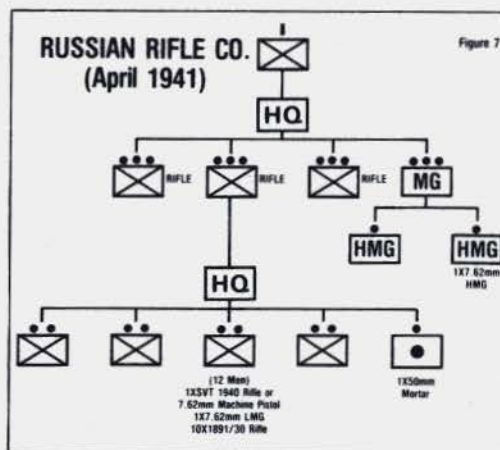 RUSSIAN RIFLE CO.
(April 1941)
Figure 7
HQ
RIFLE
RIFLE
RIFLE
MG
HMG
HMG
1X7.62mm
HMG
HQ
(12 Men)
1XSVT 1940 Rifle or
7.62mm Machine Pistol
1X7.62mm LMG
10X1891/30 Rifle
1X50mm
Mortar